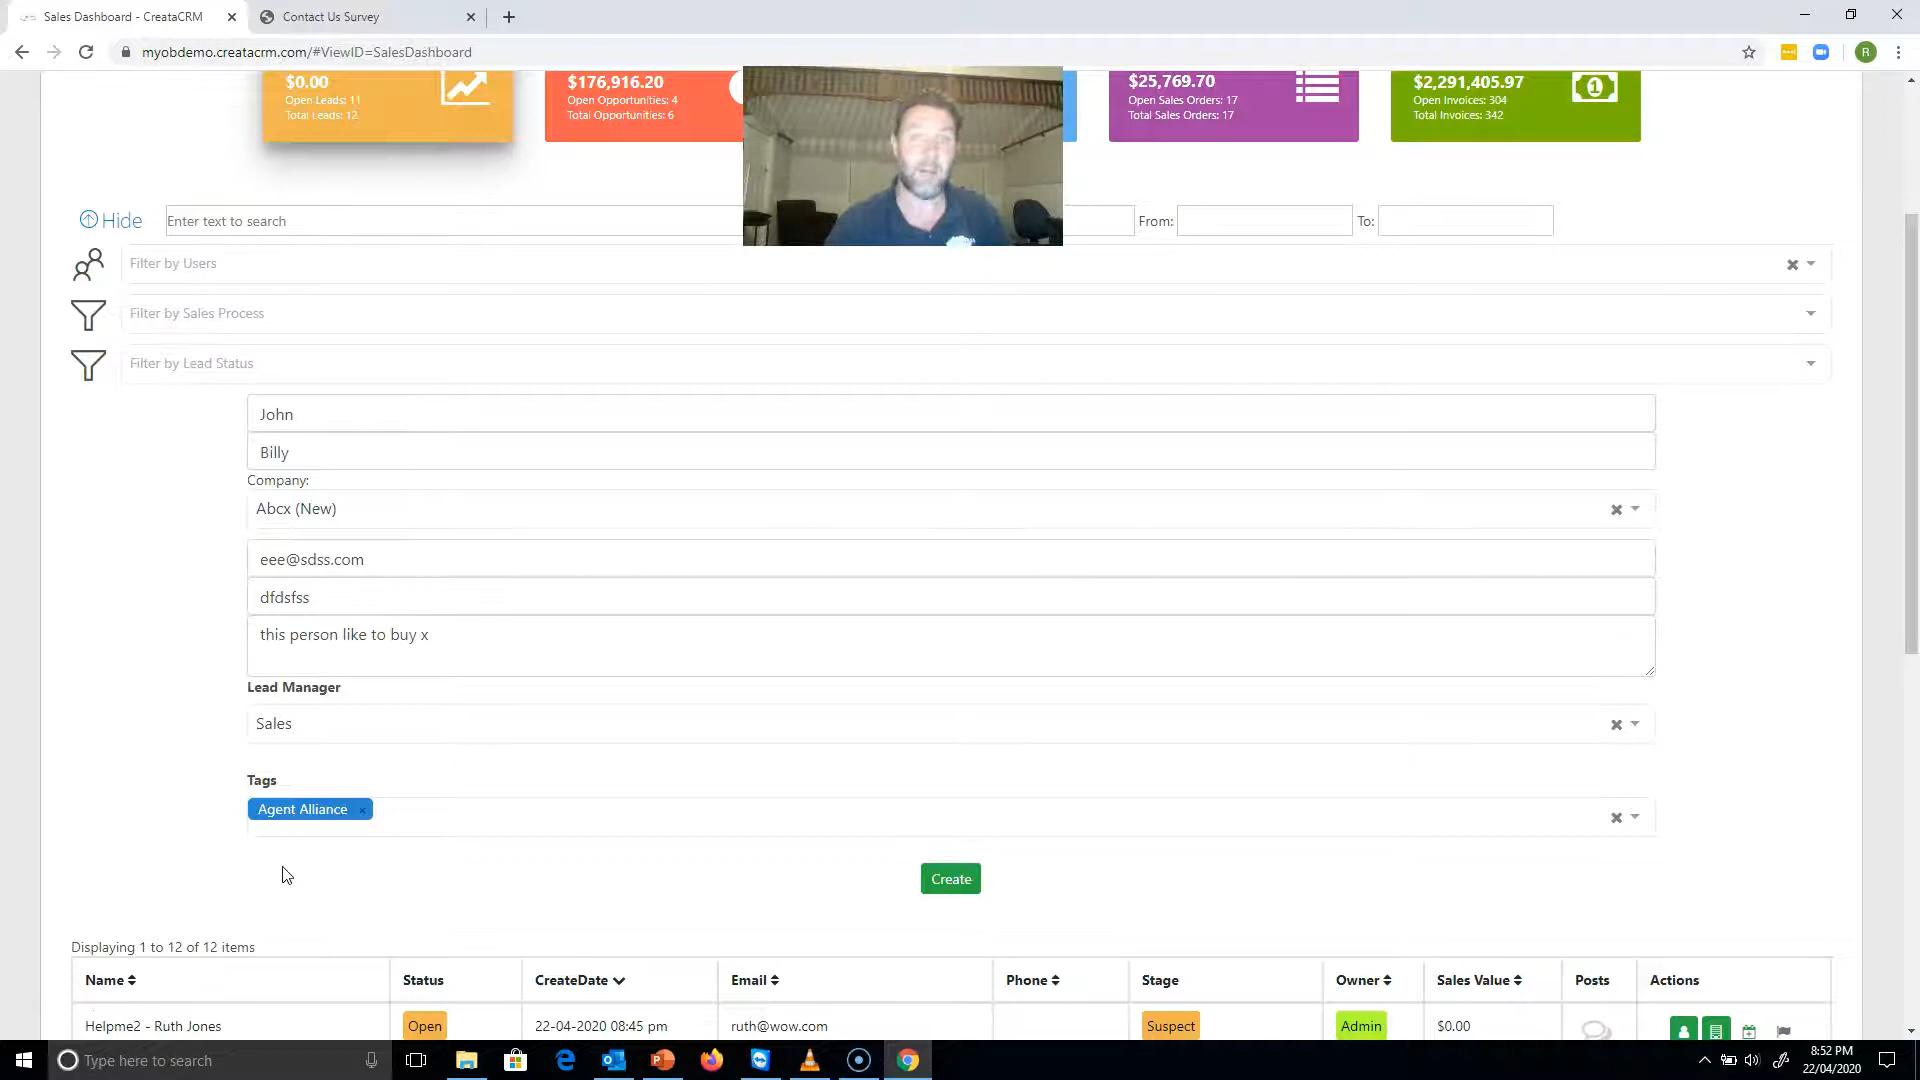 Sales Dashboard - CreataCRM
Contact Us Survey
myobdemo.creatacrm.com/#ViewID=SalesDashboard
R
$0.00
Open Leads: 11
Total Leads: 12
$176,916.20
Open Opportunities: 4
Total Opportunities: 6
$25,769.70
Open Sales Orders: 17
Total Sales Orders: 17
$2,291,405.97
Open Invoices: 304
Total Invoices: 342
Hide
Enter text to search
From:
To:
Filter by Users
Filter by Sales Process
Filter by Lead Status
John
Billy
Company:
Abcx (New)
eee@sdss.com
dfdsfss
this person like to buy x
Lead Manager
Sales
Tags
Agent Alliance
Create
Displaying 1 to 12 of 12 items
Name Status CreateDate Email Phone Stage Owner Sales Value Posts Actions
Helpme2 - Ruth Jones Open 22-04-2020 08:45 pm ruth@wow.com Suspect Admin $0.00
Type here to search
8:52 PM
22/04/2020